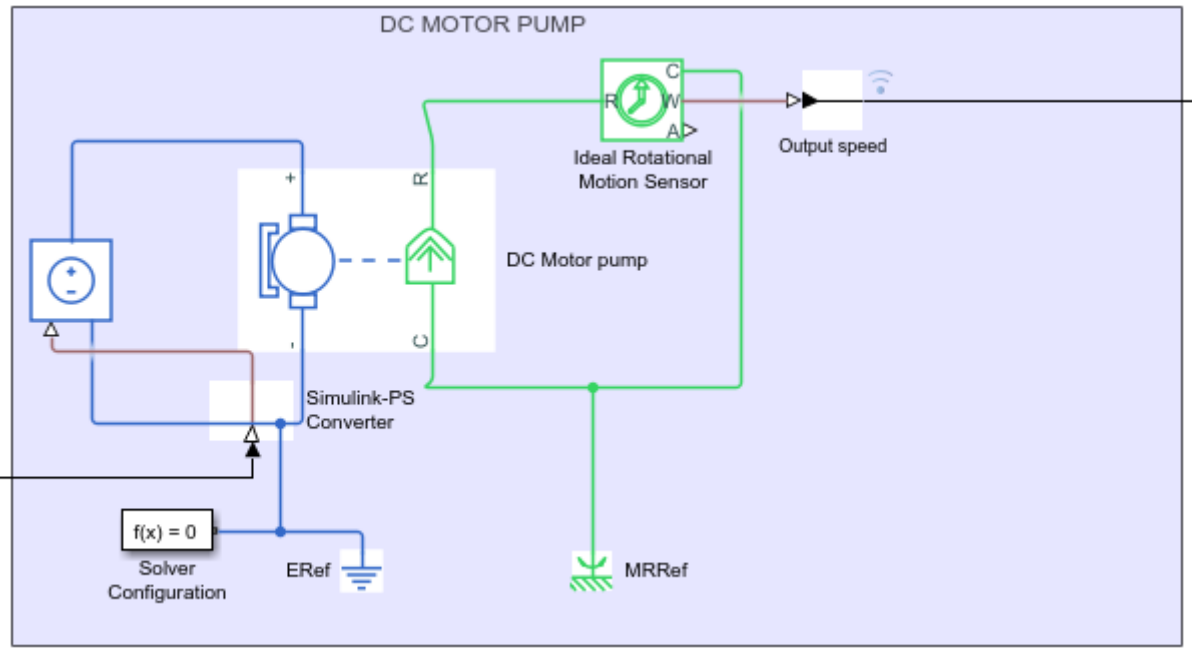 DC MOTOR PUMP
C
R
W
A
Ideal Rotational
Motion Sensor
Output speed
+
R
DC Motor pump
+
-
-
C
Simulink-PS
Converter
f(x) = 0
Solver
Configuration
ERef
MRRef